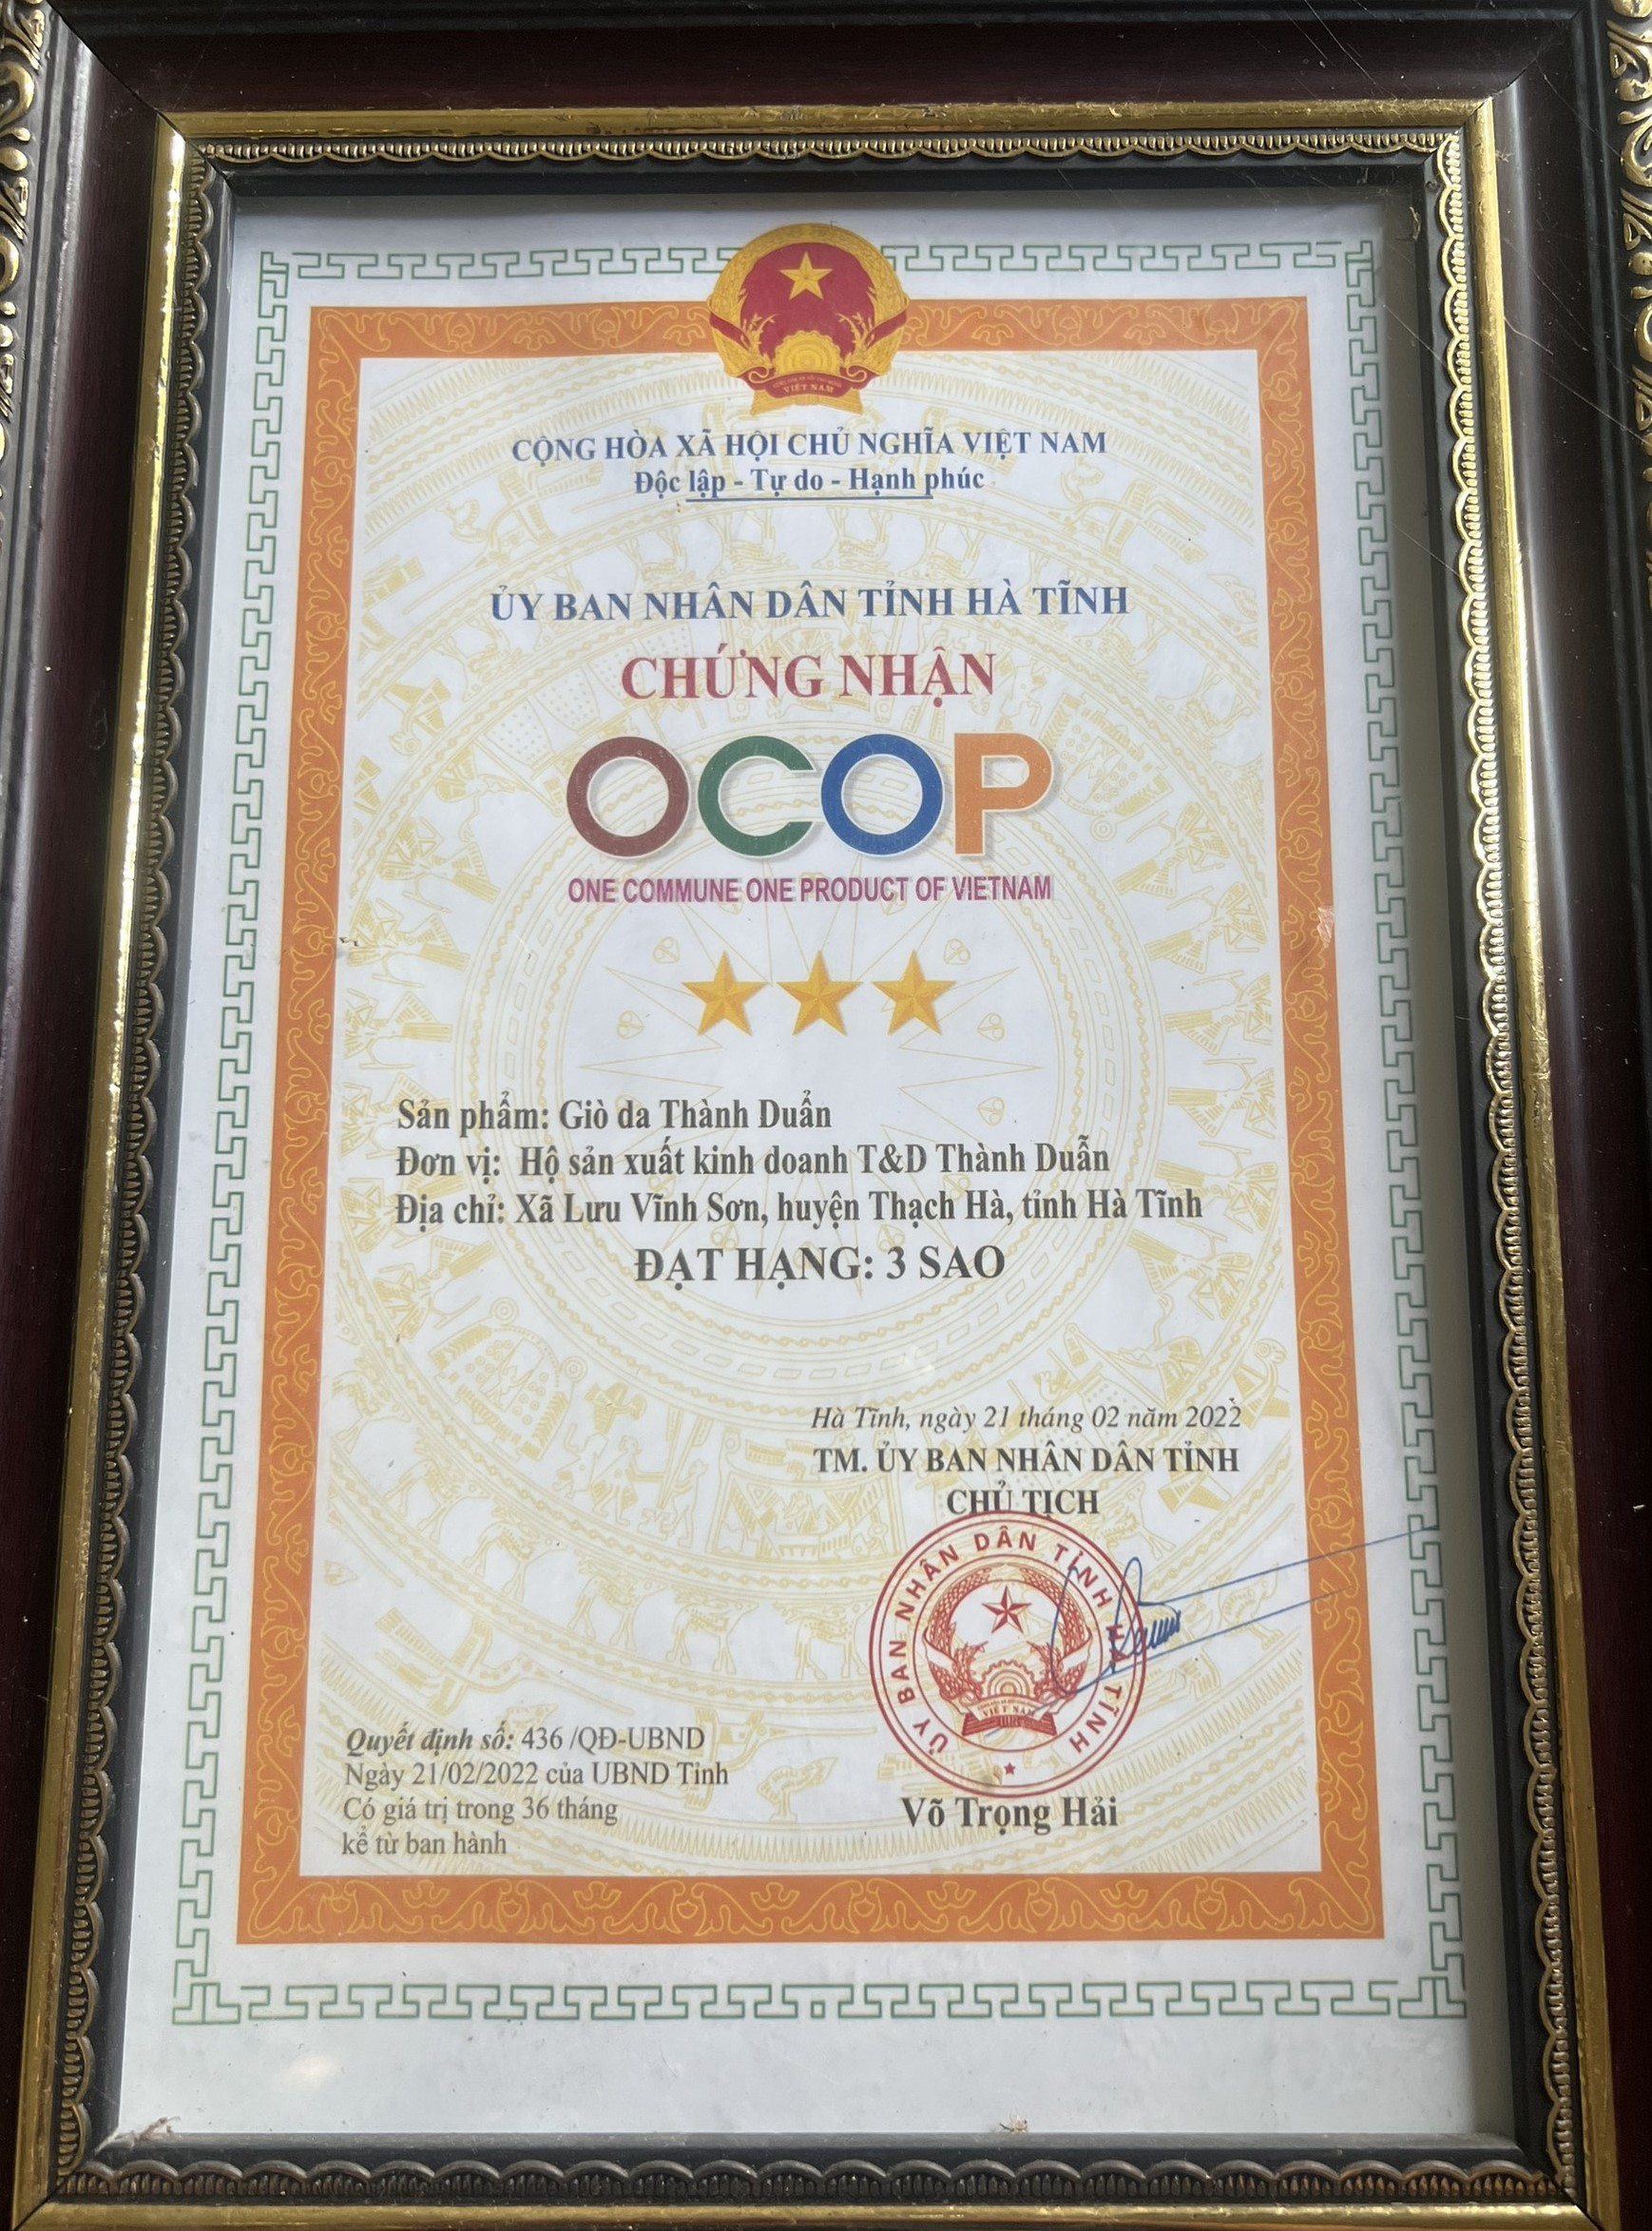 CỘNG HÒA XÃ HỘI CHỦ NGHĨA VIỆT NAM
Độc lập - Tự do - Hạnh phúc
ỦY BAN NHÂN DÂN TỈNH HÀ TĨNH
CHỨNG NHẬN
OCOP
ONE COMMUNE ONE PRODUCT OF VIETNAM
Sản phẩm: Giò da Thành Duẩn
Đơn vị: Hộ sản xuất kinh doanh T&D Thành Duẫn
Địa chỉ: Xã Lưu Vĩnh Sơn, huyện Thạch Hà, tỉnh Hà Tĩnh
ĐẠT HẠNG: 3 SAO
Hà Tĩnh, ngày 21 tháng 02 năm 2022
TM. ỦY BAN NHÂN DÂN TỈNH
CHỦ TỊCH
ỦY BAN NHÂN DÂN TỈNH HÀ TĨNH
VIỆT NAM
Võ Trọng Hải
Quyết định số: 436 /QĐ-UBND
Ngày 21/02/2022 của UBND Tỉnh
Có giá trị trong 36 tháng
kể từ ban hành